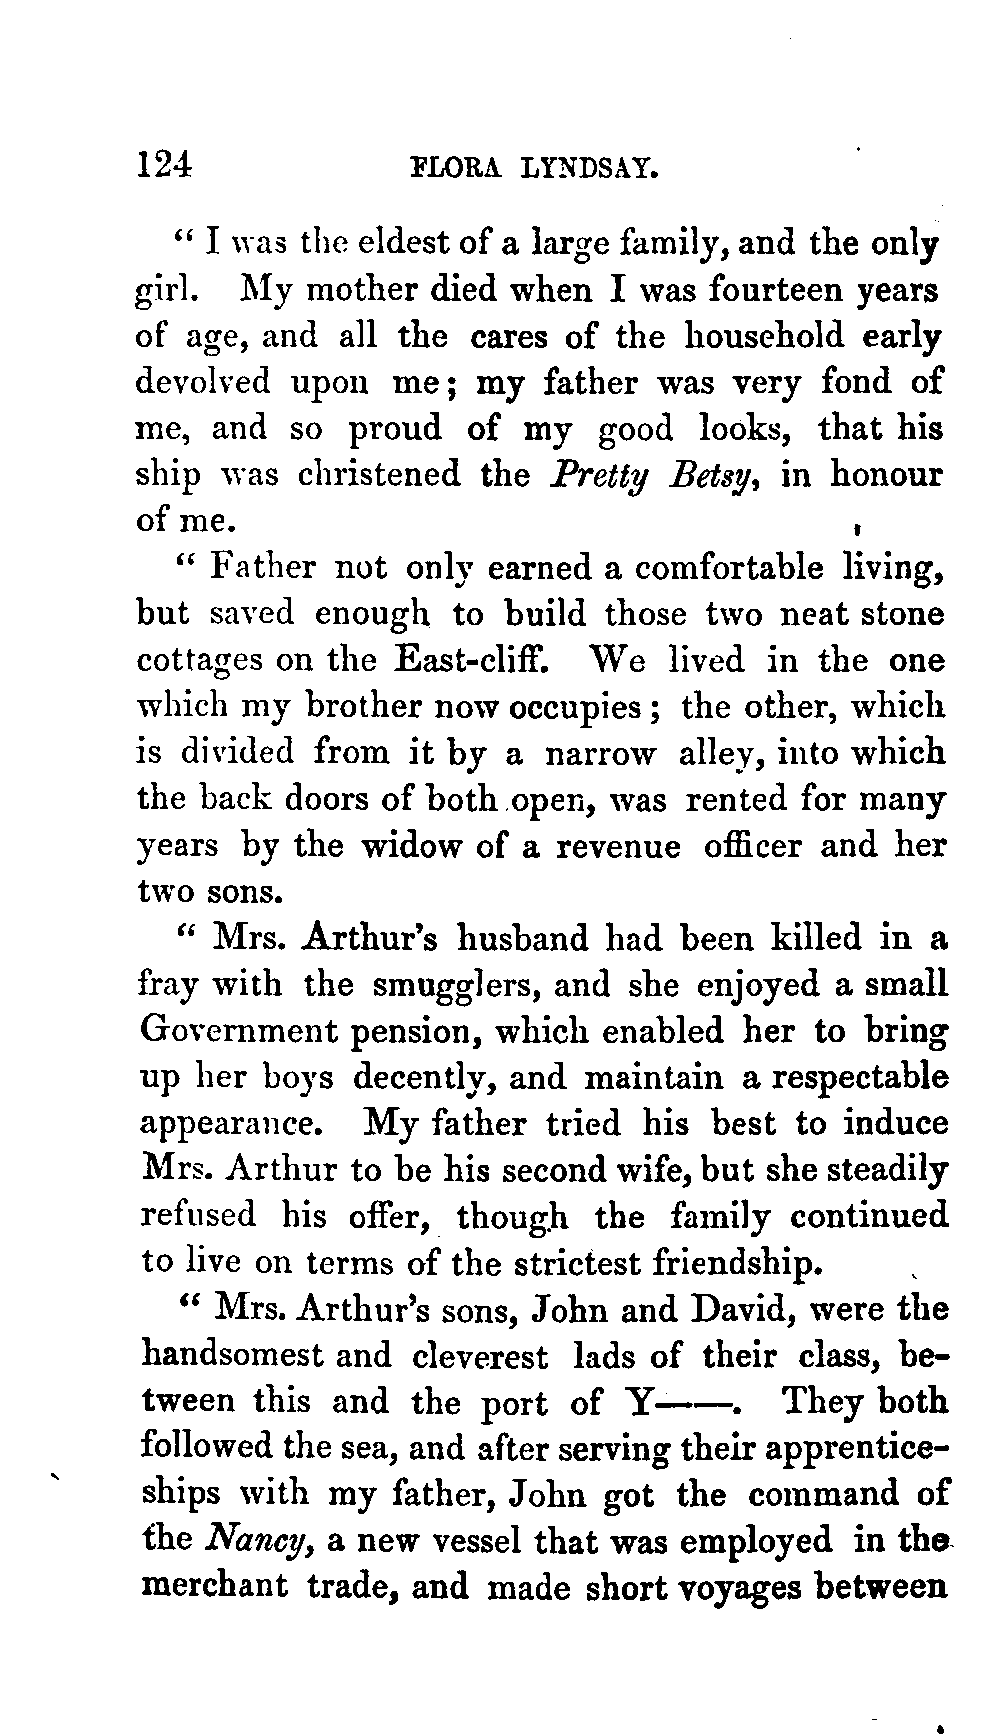 124 FLORA LYNDSAY.
“ I was the eldest of a large family, and the only
girl. My mother died when I was fourteen years
of age, and all the cares of the household early
devolved upon me; my father was very fond of
me, and so proud of my good looks, that his
ship was christened the Pretty Betsy, in honour
of me.
“ Father not only earned a comfortable living,
but saved enough to build those two neat stone
cottages on the East-cliff. We lived in the one
which my brother now occupies; the other, which
is divided from it by a narrow alley, into which
the back doors of both open, was rented for many
years by the widow of a revenue officer and her
two sons.
“ Mrs. Arthur's husband had been killed in a
fray with the smugglers, and she enjoyed a small
Government pension, which enabled her to bring
up her boys decently, and maintain a respectable
appearance. My father tried his best to induce
Mrs. Arthur to be his second wife, but she steadily
refused his offer, though the family continued
to live on terms of the strictest friendship.
“ Mrs. Arthur's sons, John and David, were the
handsomest and cleverest lads of their class, be-
tween this and the port of Y——. They both
followed the sea, and after serving their apprentice-
ships with my father, John got the command of
the Nancy, a new vessel that was employed in the
merchant trade, and made short voyages between